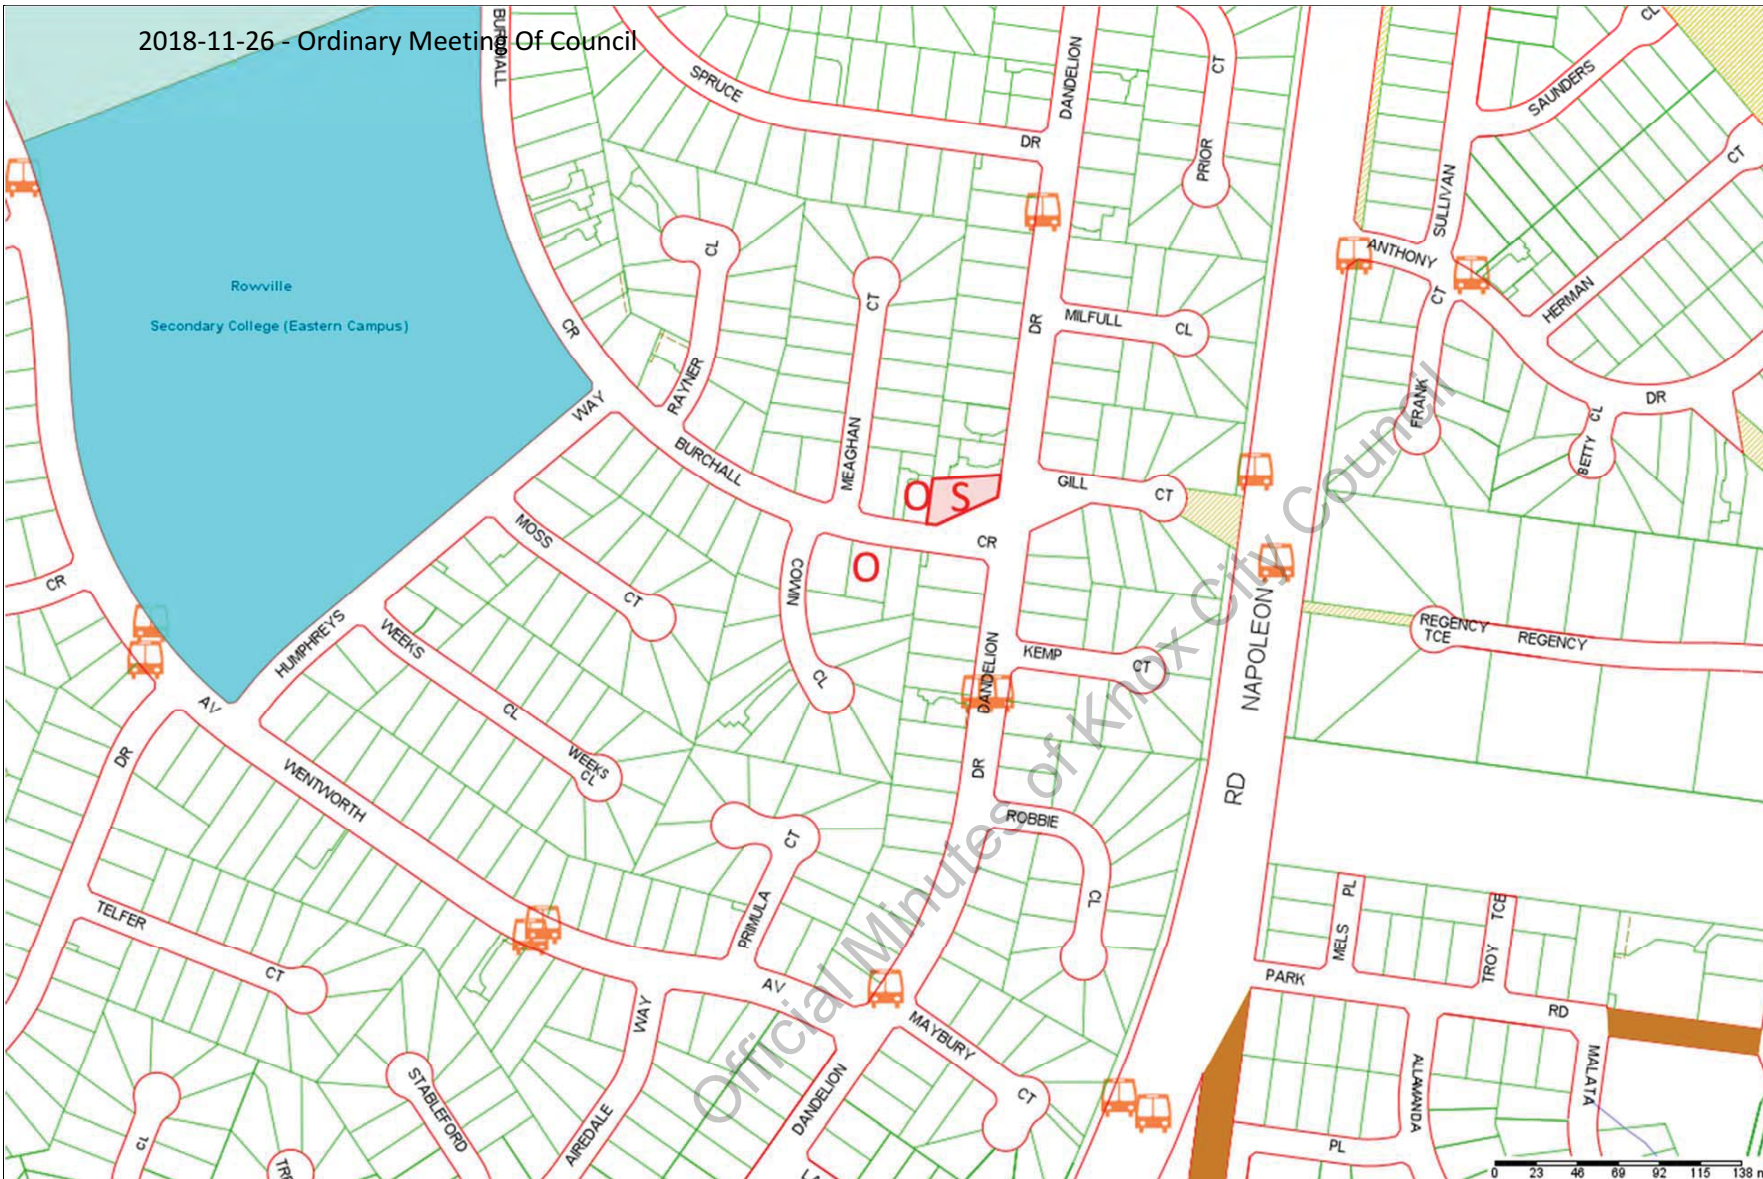 2018-11-26 - Ordinary Meeting Of Council
BURCHALL
SPRUCE
DR
DANDELION
CT
PRIOR
CL
SAUNDERS
SULLIVAN
CT
ANTHONY
HERMAN
CT
FRANK
DR
CL
BETTY
Rowville
Secondary College (Eastern Campus)
CR
CL
RAYNER
CT
MEAGHAN
DR
MILFULL
CL
WAY
BURCHALL
O
S
GILL
CT
CR
O
MOSS
CT
COWN
CL
CR
HUMPHREYS
WEEKS
CL
WEEKS
CL
DANDELION
KEMP
CT
NAPOLEON
RD
REGENCY
TCE
REGENCY
AV
DR
WENTWORTH
DR
ROBBIE
CL
CT
PRIMULA
TELFER
CT
AV
WAY
MAYBURY
CT
DANDELION
AIREDALE
STABLEFORD
CL
PL
MELS
TCE
TROY
PARK
RD
ALLAMANDA
MALATA
PL
Official Minutes of Knox City Council
0 23 46 69 92 115 138 m